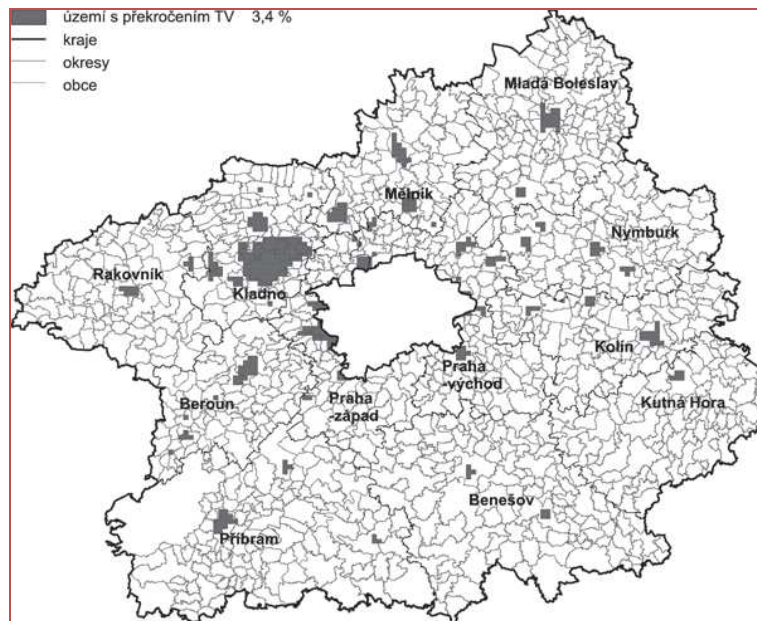 území s překročením TV 3,4 %
kraje
okresy
obce
Mladá Boleslav
Mělník
Nymburk
Rakovník
Kladno
Kolín
Praha
-východ
Praha
-západ
Beroun
Kutná Hora
Benešov
Příbram